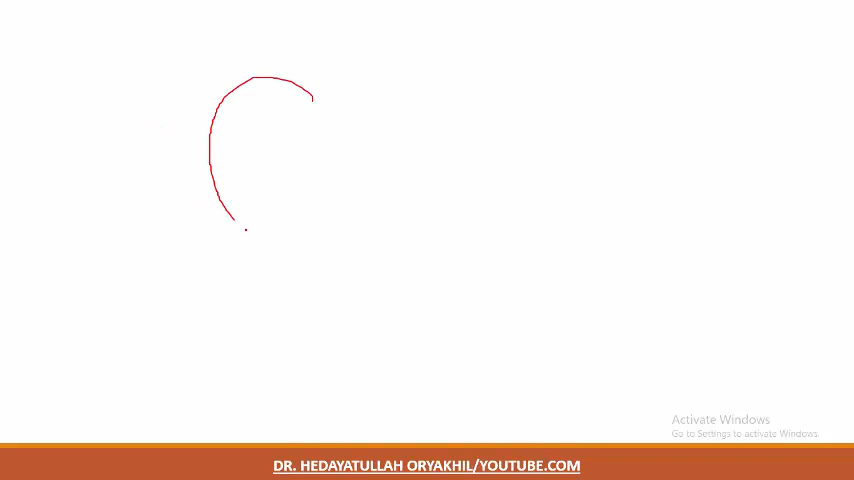 Activate Windows
Go to Settings to activate Windows.
DR. HEDAYATULLAH ORYAKHIL/YOUTUBE.COM